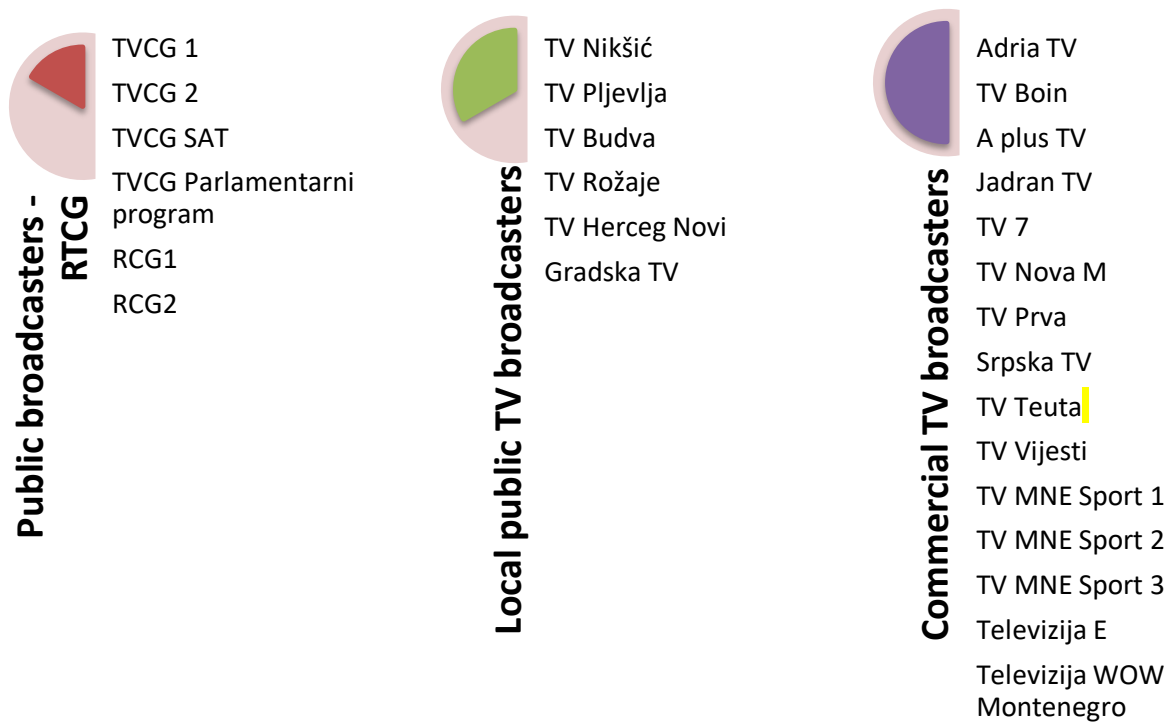 Public broadcasters -
RTCG
TVCG 1
TVCG 2
TVCG SAT
TVCG Parlamentarni
program
RCG1
RCG2
Local public TV broadcasters
TV Nikšić
TV Pljevlja
TV Budva
TV Rožaje
TV Herceg Novi
Gradska TV
Commercial TV broadcasters
Adria TV
TV Boin
A plus TV
Jadran TV
TV 7
TV Nova M
TV Prva
Srpska TV
TV Teuta
TV Vijesti
TV MNE Sport 1
TV MNE Sport 2
TV MNE Sport 3
Televizija E
Televizija WOW
Montenegro